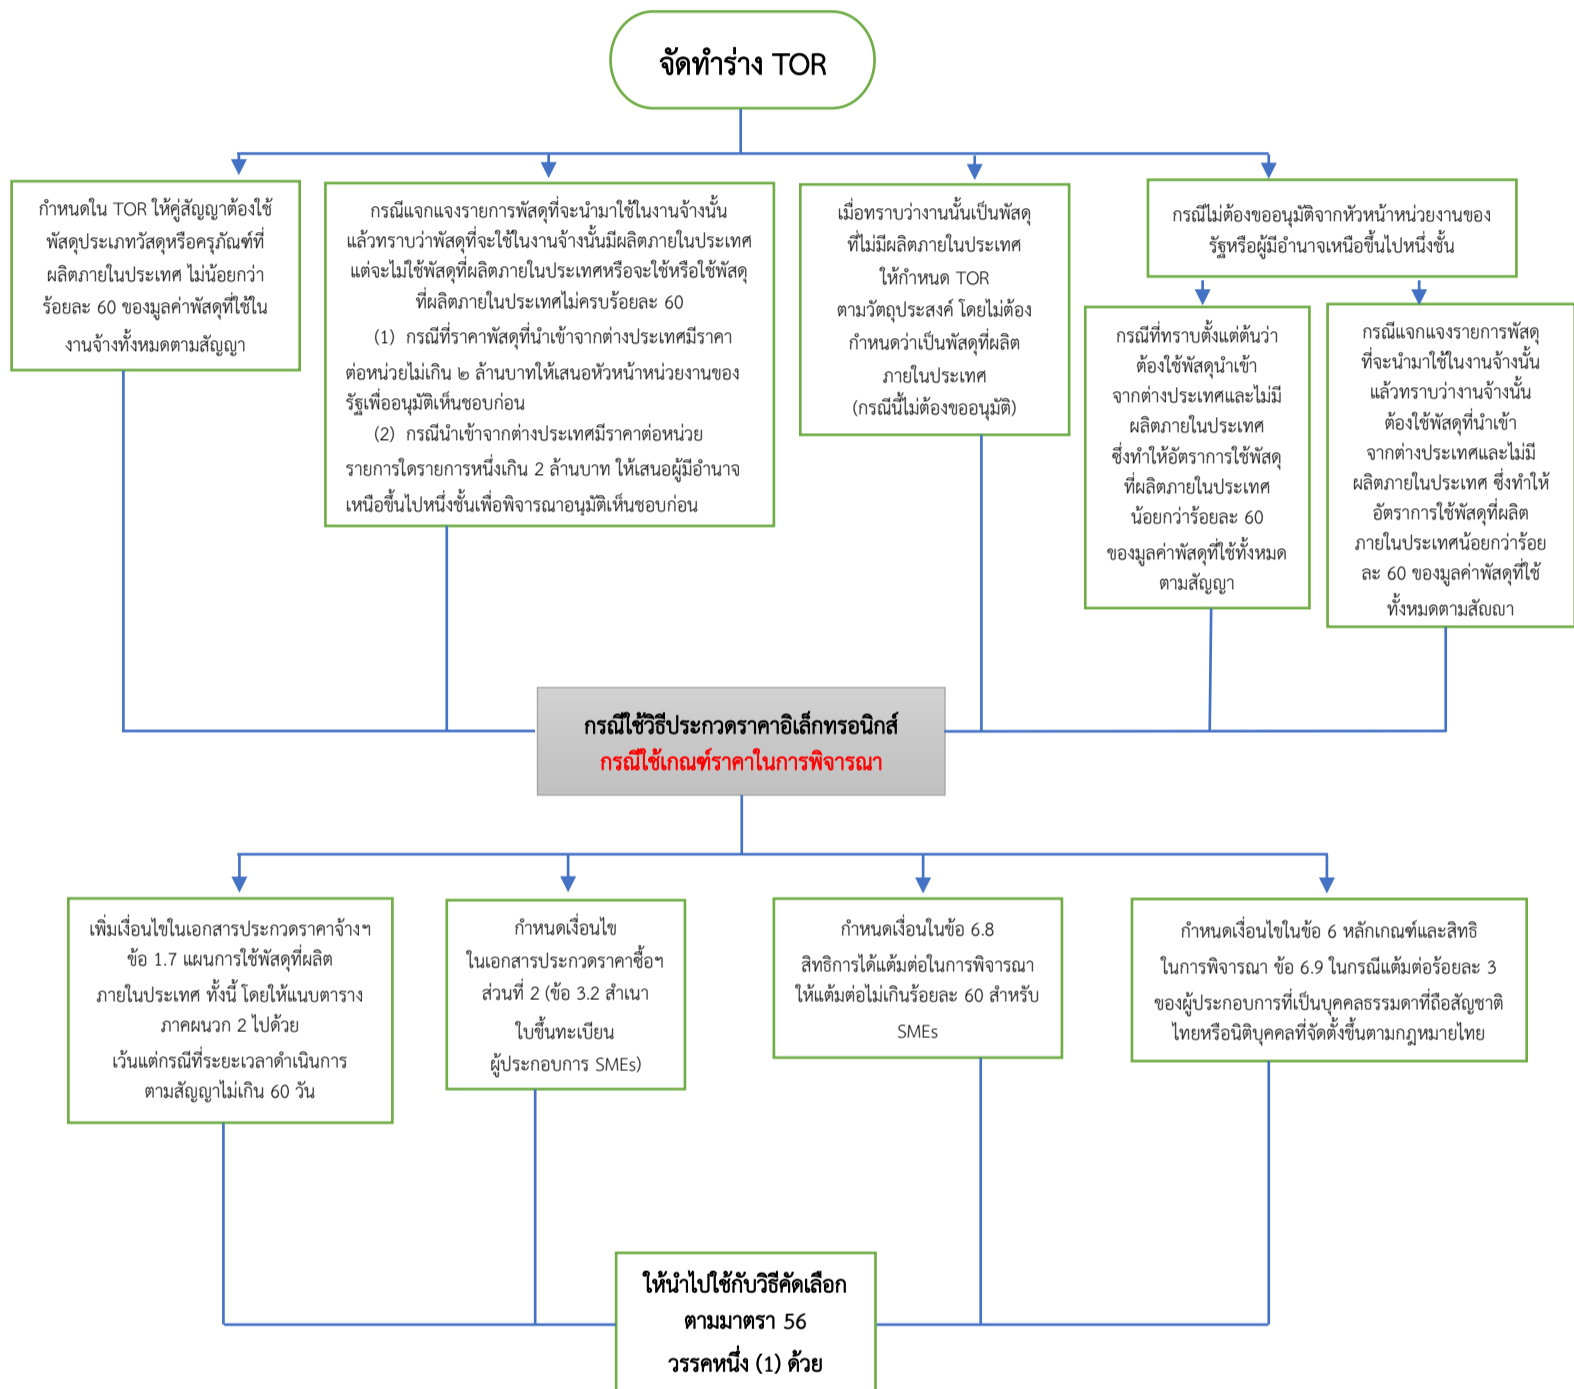 จัดทำร่าง TOR
กำหนดใน TOR ให้คู่สัญญาต้องใช้
พัสดุประเภทวัสดุหรือครุภัณฑ์ที่
ผลิตภายในประเทศ ไม่น้อยกว่า
ร้อยละ 60 ของมูลค่าพัสดุที่ใช้ใน
งานจ้างทั้งหมดตามสัญญา
กรณีแจกแจงรายการพัสดุที่จะนำมาใช้ในงานจ้างนั้น
แล้วทราบว่าพัสดุที่จะใช้ในงานจ้างนั้นมีผลิตภายในประเทศ
แต่จะไม่ใช้พัสดุที่ผลิตภายในประเทศหรือจะใช้หรือใช้พัสดุ
ที่ผลิตภายในประเทศไม่ครบร้อยละ 60
(1) กรณีที่ราคาพัสดุที่นำเข้าจากต่างประเทศมีราคา
ต่อหน่วยไม่เกิน ๒ ล้านบาทให้เสนอหัวหน้าหน่วยงานของ
รัฐเพื่ออนุมัติเห็นชอบก่อน
(2) กรณีนำเข้าจากต่างประเทศมีราคาต่อหน่วย
รายการใดรายการหนึ่งเกิน 2 ล้านบาท ให้เสนอผู้มีอำนาจ
เหนือขึ้นไปหนึ่งชั้นเพื่อพิจารณาอนุมัติเห็นชอบก่อน
เมื่อทราบว่างานนั้นเป็นพัสดุ
ที่ไม่มีผลิตภายในประเทศ
ให้กำหนด TOR
ตามวัตถุประสงค์ โดยไม่ต้อง
กำหนดว่าเป็นพัสดุที่ผลิต
ภายในประเทศ
(กรณีนี้ไม่ต้องขออนุมัติ)
กรณีไม่ต้องขออนุมัติจากหัวหน้าหน่วยงานของ
รัฐหรือผู้มีอำนาจเหนือขึ้นไปหนึ่งชั้น
กรณีที่ทราบตั้งแต่ต้นว่า
ต้องใช้พัสดุนำเข้า
จากต่างประเทศและไม่มี
ผลิตภายในประเทศ
ซึ่งทำให้อัตราการใช้พัสดุ
ที่ผลิตภายในประเทศ
น้อยกว่าร้อยละ 60
ของมูลค่าพัสดุที่ใช้ทั้งหมด
ตามสัญญา
กรณีแจกแจงรายการพัสดุ
ที่จะนำมาใช้ในงานจ้างนั้น
แล้วทราบว่างานจ้างนั้น
ต้องใช้พัสดุที่นำเข้า
จากต่างประเทศและไม่มี
ผลิตภายในประเทศ ซึ่งทำให้
อัตราการใช้พัสดุที่ผลิต
ภายในประเทศน้อยกว่าร้อย
ละ 60 ของมูลค่าพัสดุที่ใช้
ทั้งหมดตามสัญญา
กรณีใช้วิธีประกวดราคาอิเล็กทรอนิกส์
กรณีใช้เกณฑ์ราคาในการพิจารณา
เพิ่มเงื่อนไขในเอกสารประกวดราคาจ้างฯ
ข้อ 1.7 แผนการใช้พัสดุที่ผลิต
ภายในประเทศ ทั้งนี้ โดยให้แนบตาราง
ภาคผนวก 2 ไปด้วย
เว้นแต่กรณีที่ระยะเวลาดำเนินการ
ตามสัญญาไม่เกิน 60 วัน
กำหนดเงื่อนไข
ในเอกสารประกวดราคาซื้อฯ
ส่วนที่ 2 (ข้อ 3.2 สำเนา
ใบขึ้นทะเบียน
ผู้ประกอบการ SMEs)
กำหนดเงื่อนในข้อ 6.8
สิทธิการได้แต้มต่อในการพิจารณา
ให้แต้มต่อไม่เกินร้อยละ 60 สำหรับ
SMEs
กำหนดเงื่อนไขในข้อ 6 หลักเกณฑ์และสิทธิ
ในการพิจารณา ข้อ 6.9 ในกรณีแต้มต่อร้อยละ 3
ของผู้ประกอบการที่เป็นบุคคลธรรมดาที่ถือสัญชาติ
ไทยหรือนิติบุคคลที่จัดตั้งขึ้นตามกฎหมายไทย
ให้นำไปใช้กับวิธีคัดเลือก
ตามมาตรา 56
วรรคหนึ่ง (1) ด้วย